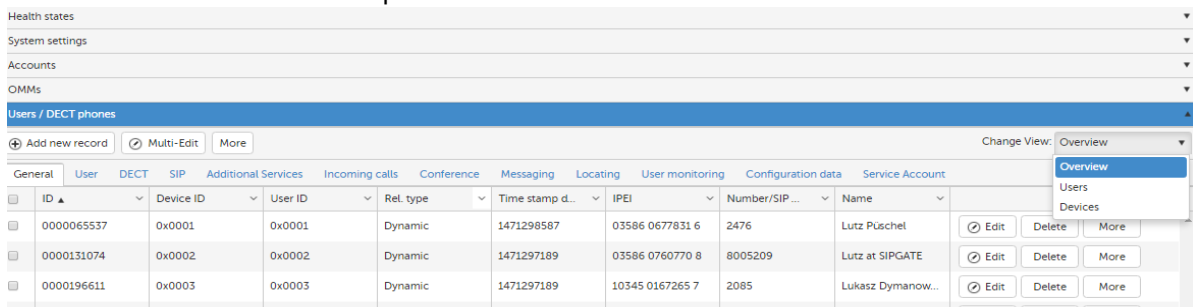 Health states
System settings
Accounts
OMMs
Users / DECT phones
Add new record Multi-Edit More Change View: Overview
General User DECT SIP Additional Services Incoming calls Conference Messaging Locating User monitoring Configuration data Service Account
Overview
Users
Devices
ID Device ID User ID Rel. type Time stamp d... IPEI Number/SIP ... Name
0000065537 0x0001 0x0001 Dynamic 1471298587 03586 0677831 6 2476 Lutz Püschel Edit Delete More
0000131074 0x0002 0x0002 Dynamic 1471297189 03586 0760770 8 8005209 Lutz at SIPGATE Edit Delete More
0000196611 0x0003 0x0003 Dynamic 1471297189 10345 0167265 7 2085 Lukasz Dymanow... Edit Delete More